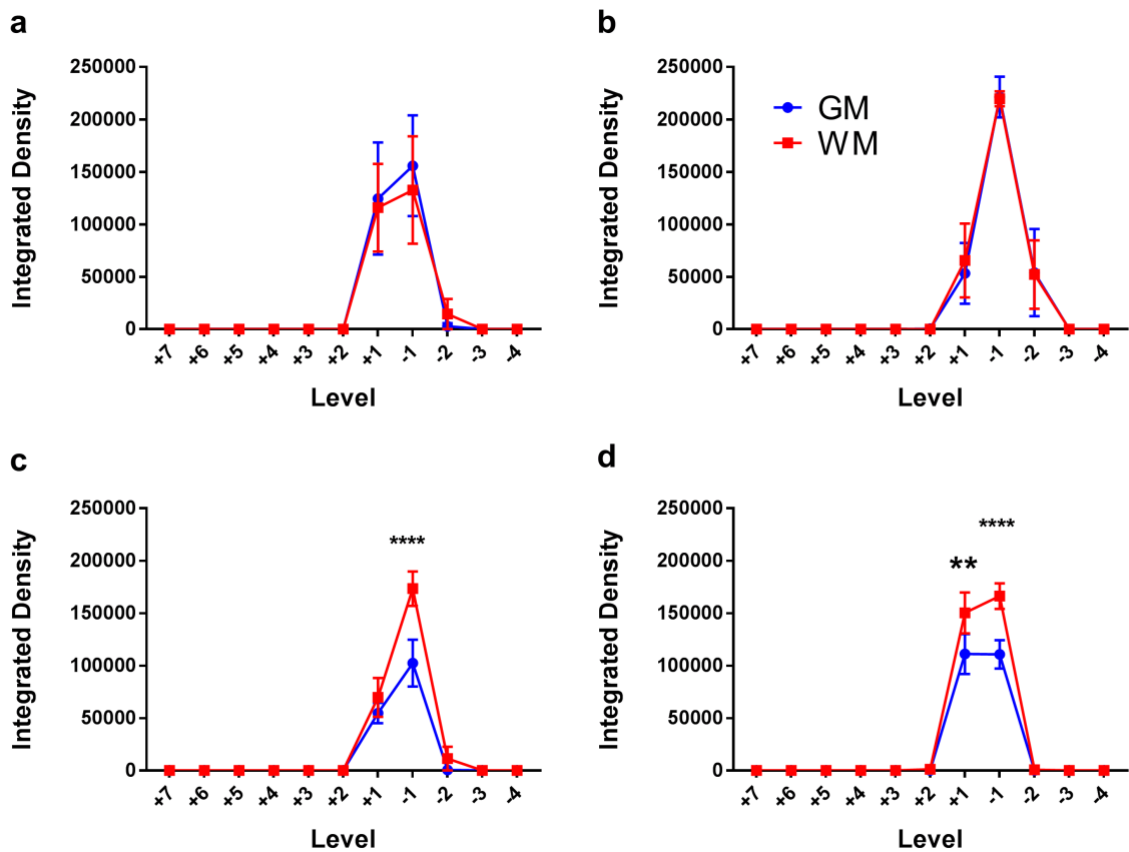 a
Integrated Density
250000
200000
150000
100000
50000
0
+7 +6 +5 +4 +3 +2 +1 -1 -2 -3 -4
Level
b
Integrated Density
250000
200000
150000
100000
50000
0
GM
WM
+7 +6 +5 +4 +3 +2 +1 -1 -2 -3 -4
Level
c
Integrated Density
250000
200000
150000
100000
50000
0
****
+7 +6 +5 +4 +3 +2 +1 -1 -2 -3 -4
Level
d
Integrated Density
250000
200000
150000
100000
50000
0
****
**
+7 +6 +5 +4 +3 +2 +1 -1 -2 -3 -4
Level